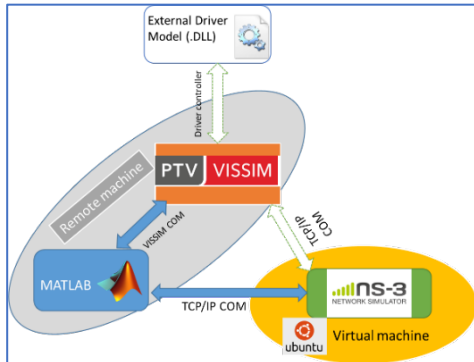 External Driver
Model (.DLL)
Driver controller
Remote machine
PTV VISSIM
VISSIM COM
TCP/IP
COM
MATLAB
TCP/IP COM
ns-3
NETWORK SIMULATOR
ubuntu
Virtual machine